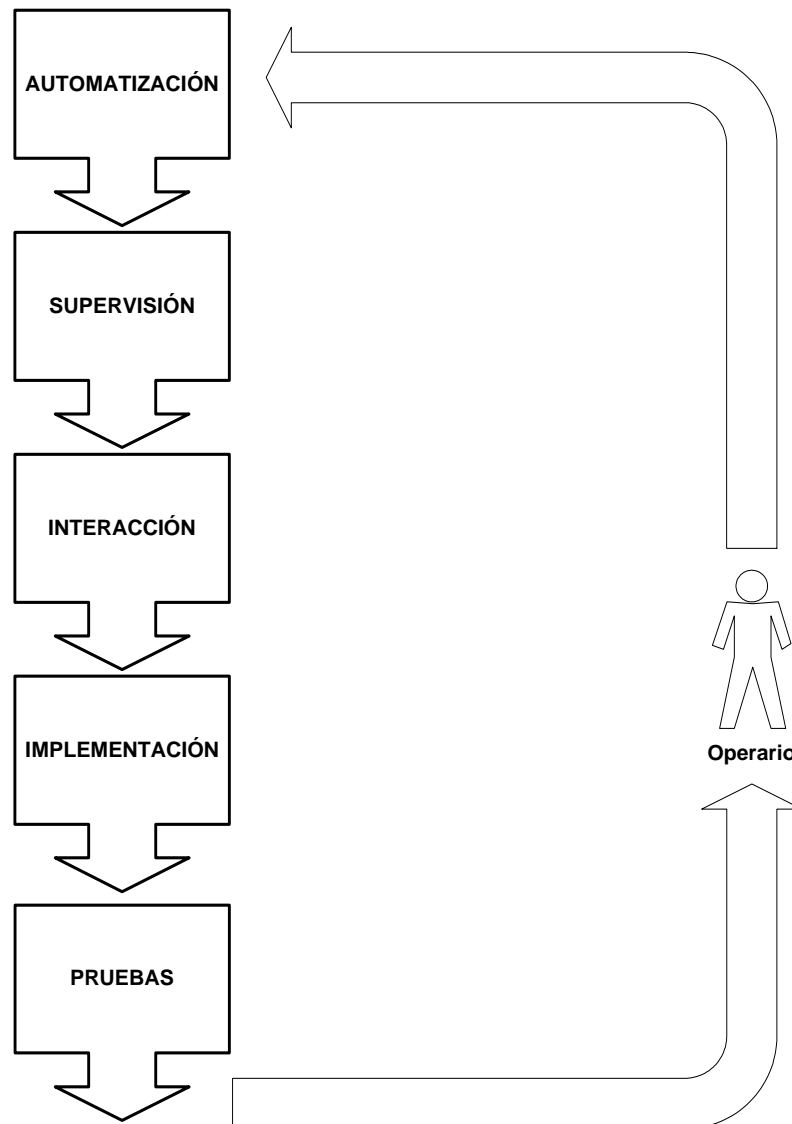 AUTOMATIZACIÓN
SUPERVISIÓN
INTERACCIÓN
IMPLEMENTACIÓN
Operario
PRUEBAS